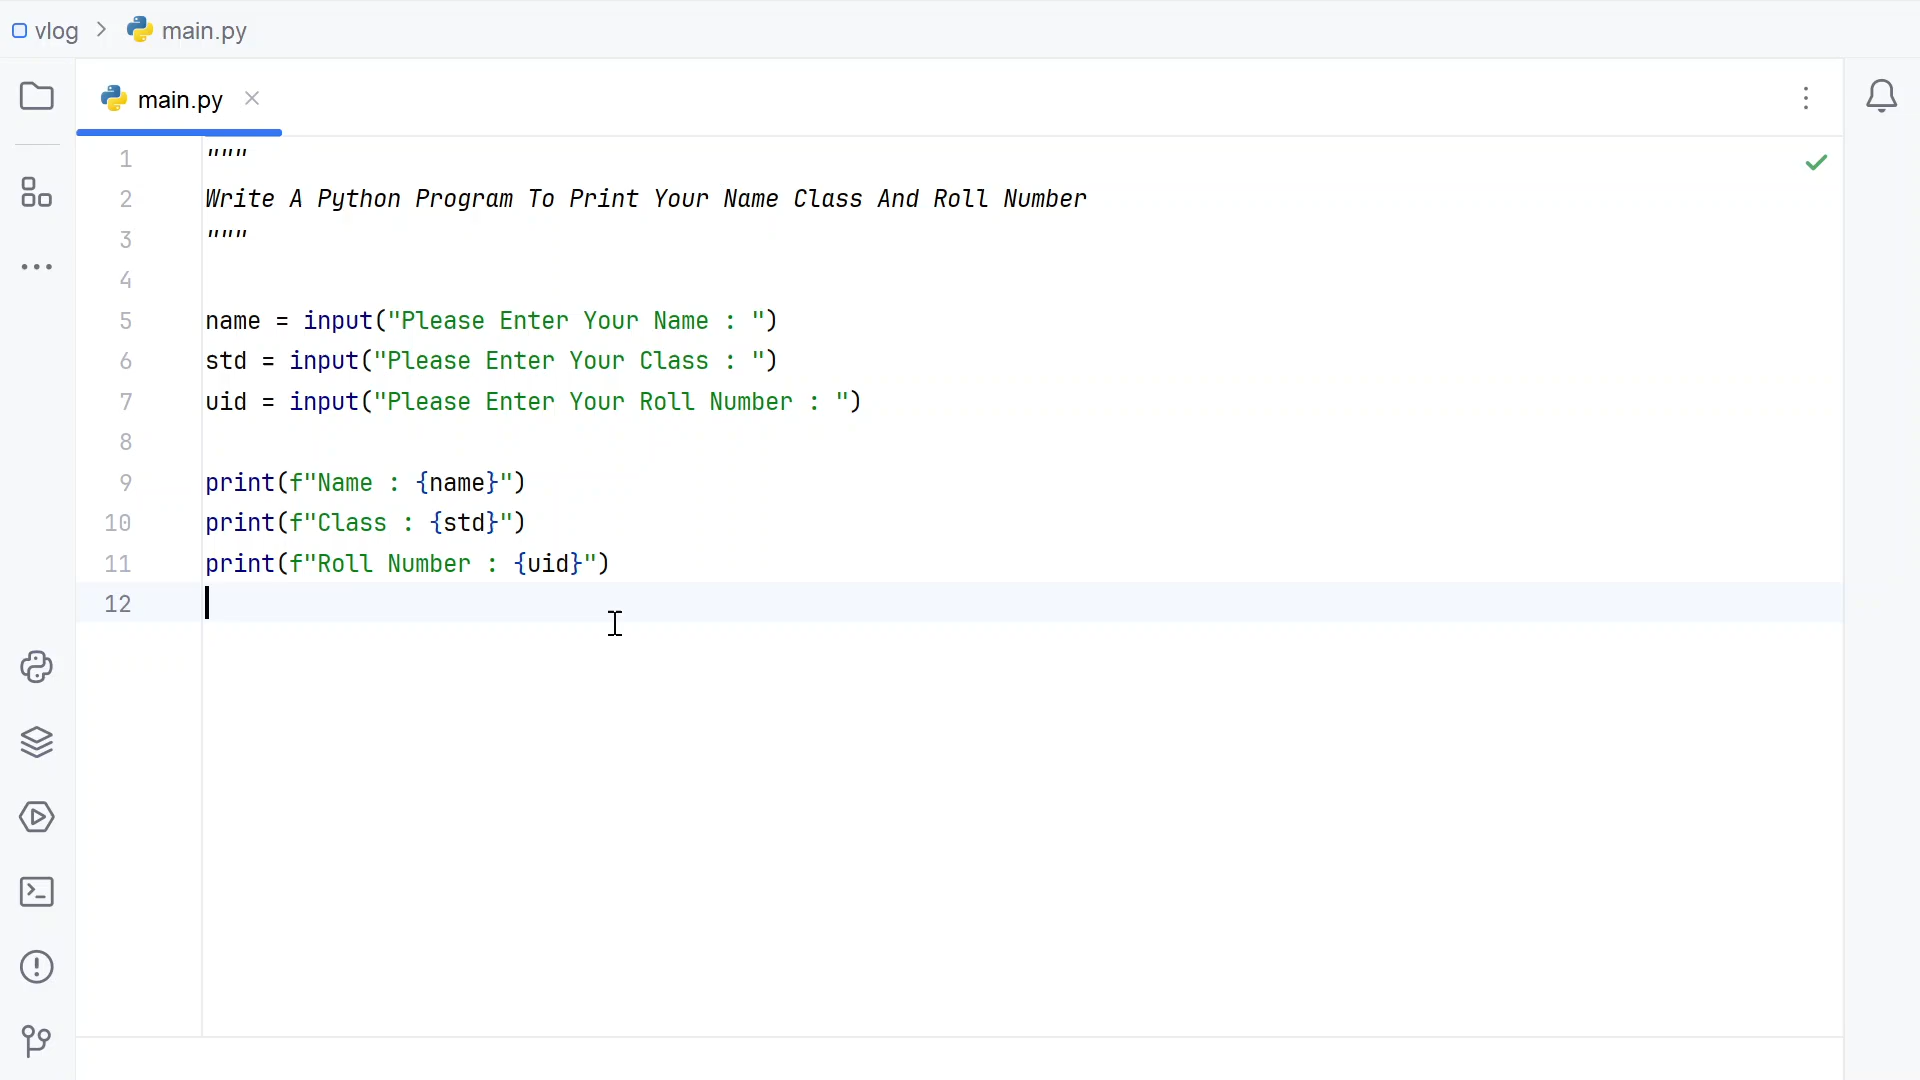 vlog > main.py
main.py
1 """
2 Write A Python Program To Print Your Name Class And Roll Number
3 """
4
5 name = input("Please Enter Your Name : ")
6 std = input("Please Enter Your Class : ")
7 uid = input("Please Enter Your Roll Number : ")
8
9 print(f"Name : {name}")
10 print(f"Class : {std}")
11 print(f"Roll Number : {uid}")
12